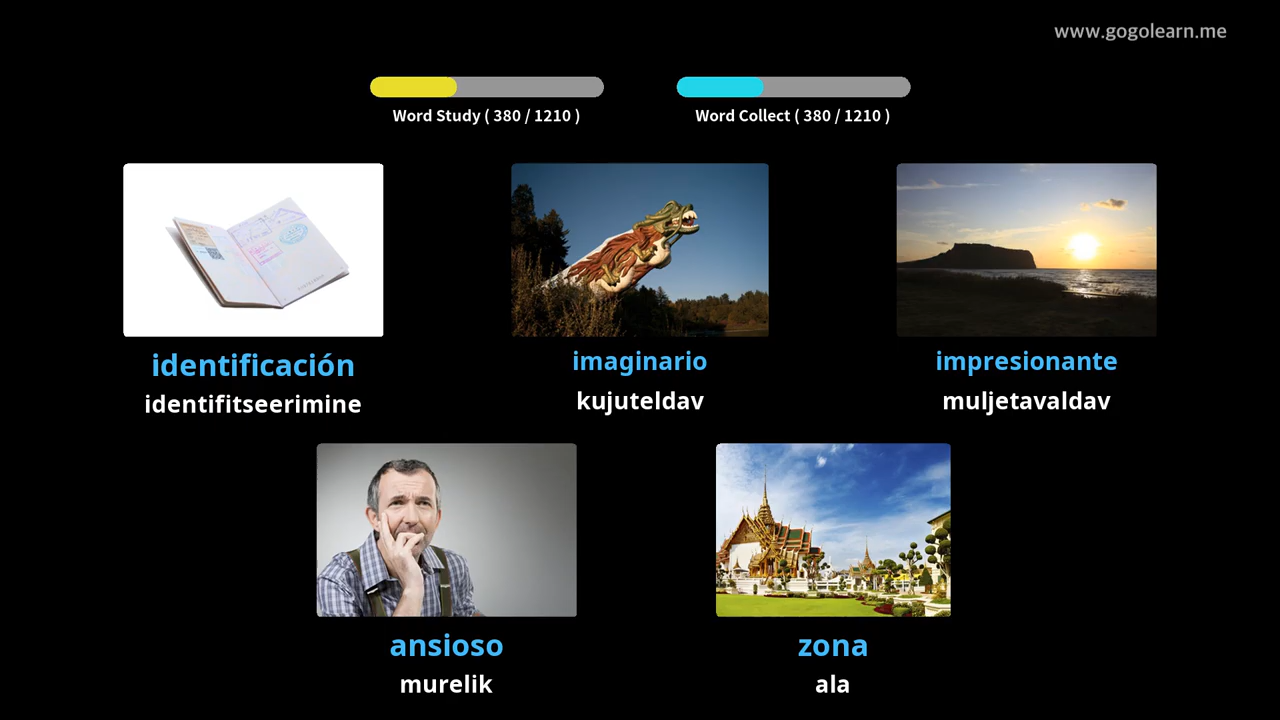 www.gogolearn.me
Word Study ( 380 / 1210 )
Word Collect ( 380 / 1210 )
identificación
identifitseerimine
imaginario
kujuteldav
impresionante
muljetavaldav
ansioso
murelik
zona
ala